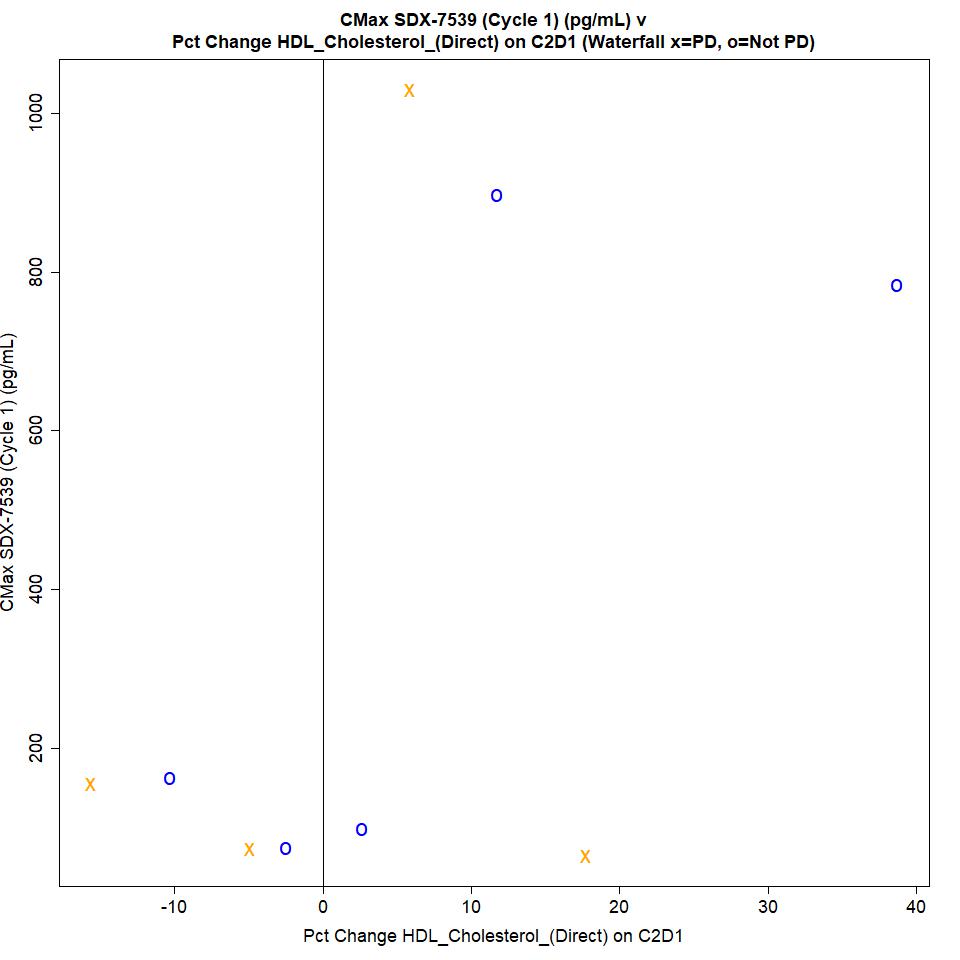 CMax SDX-7539 (Cycle 1) (pg/mL) v
Pct Change HDL_Cholesterol_(Direct) on C2D1 (Waterfall x=PD, o=Not PD)
CMax SDX-7539 (Cycle 1) (pg/mL)
1000
800
600
400
200
X
O
O
X
O
X
O
O
X
-10
0
10
20
30
40
Pct Change HDL_Cholesterol_(Direct) on C2D1